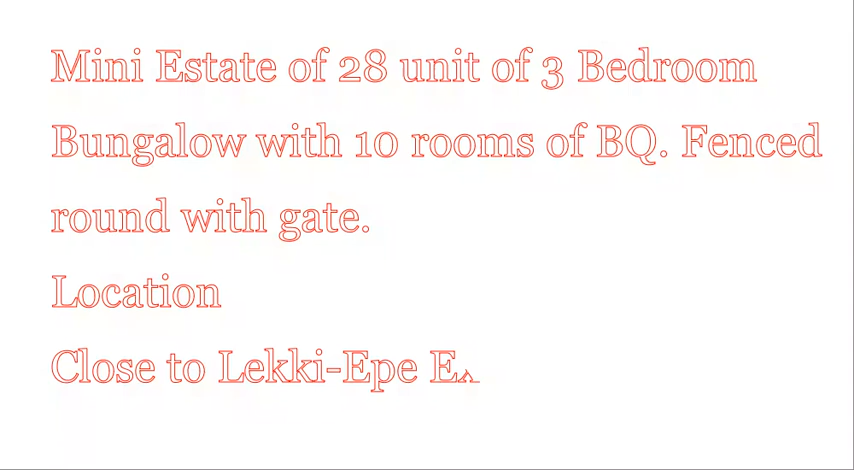 Mini Estate of 28 unit of 3 Bedroom
Bungalow with 10 rooms of BQ. Fenced
round with gate.
Location
Close to Lekki-Epe